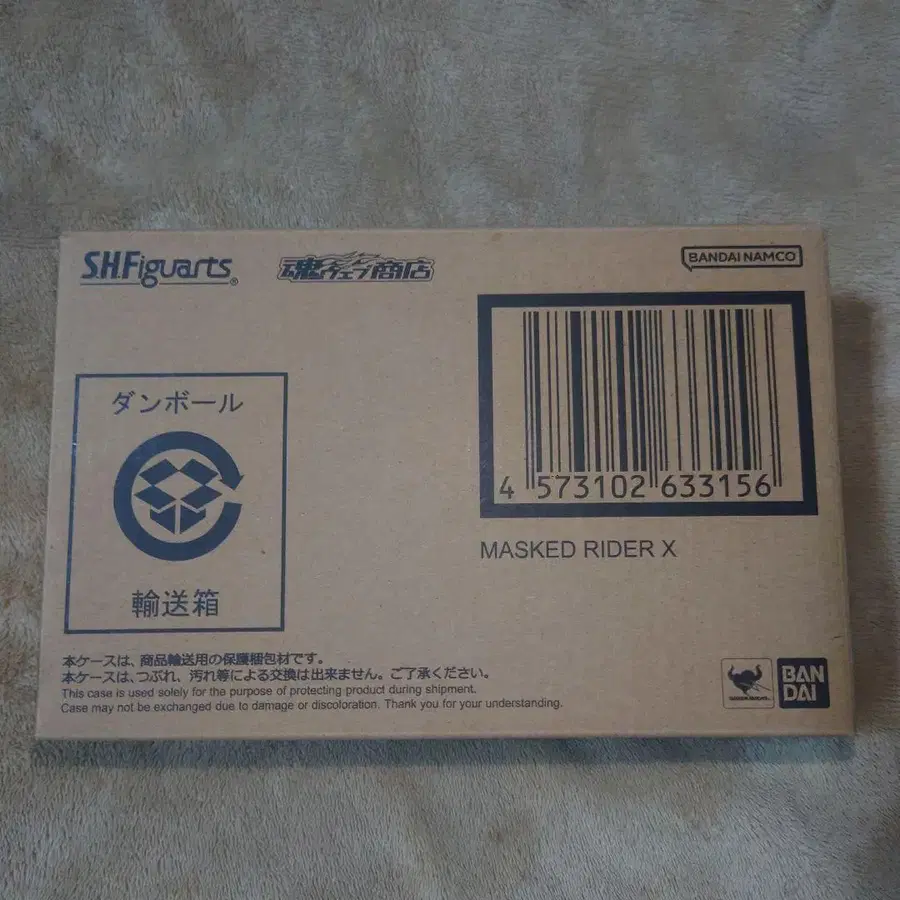 S.H.Figuarts®
魂ウェブ商店
BANDAI NAMCO
ダンボール
輸送箱
4 573102 633156
MASKED RIDER X
本ケースは、商品輸送用の保護梱包材です。
本ケースは、つぶれ、汚れ等による交換は出来ません。ご了承ください。
This case is used solely for the purpose of protecting product during shipment.
Case may not be exchanged due to damage or discoloration. Thank you for your understanding.
BAN
DAI